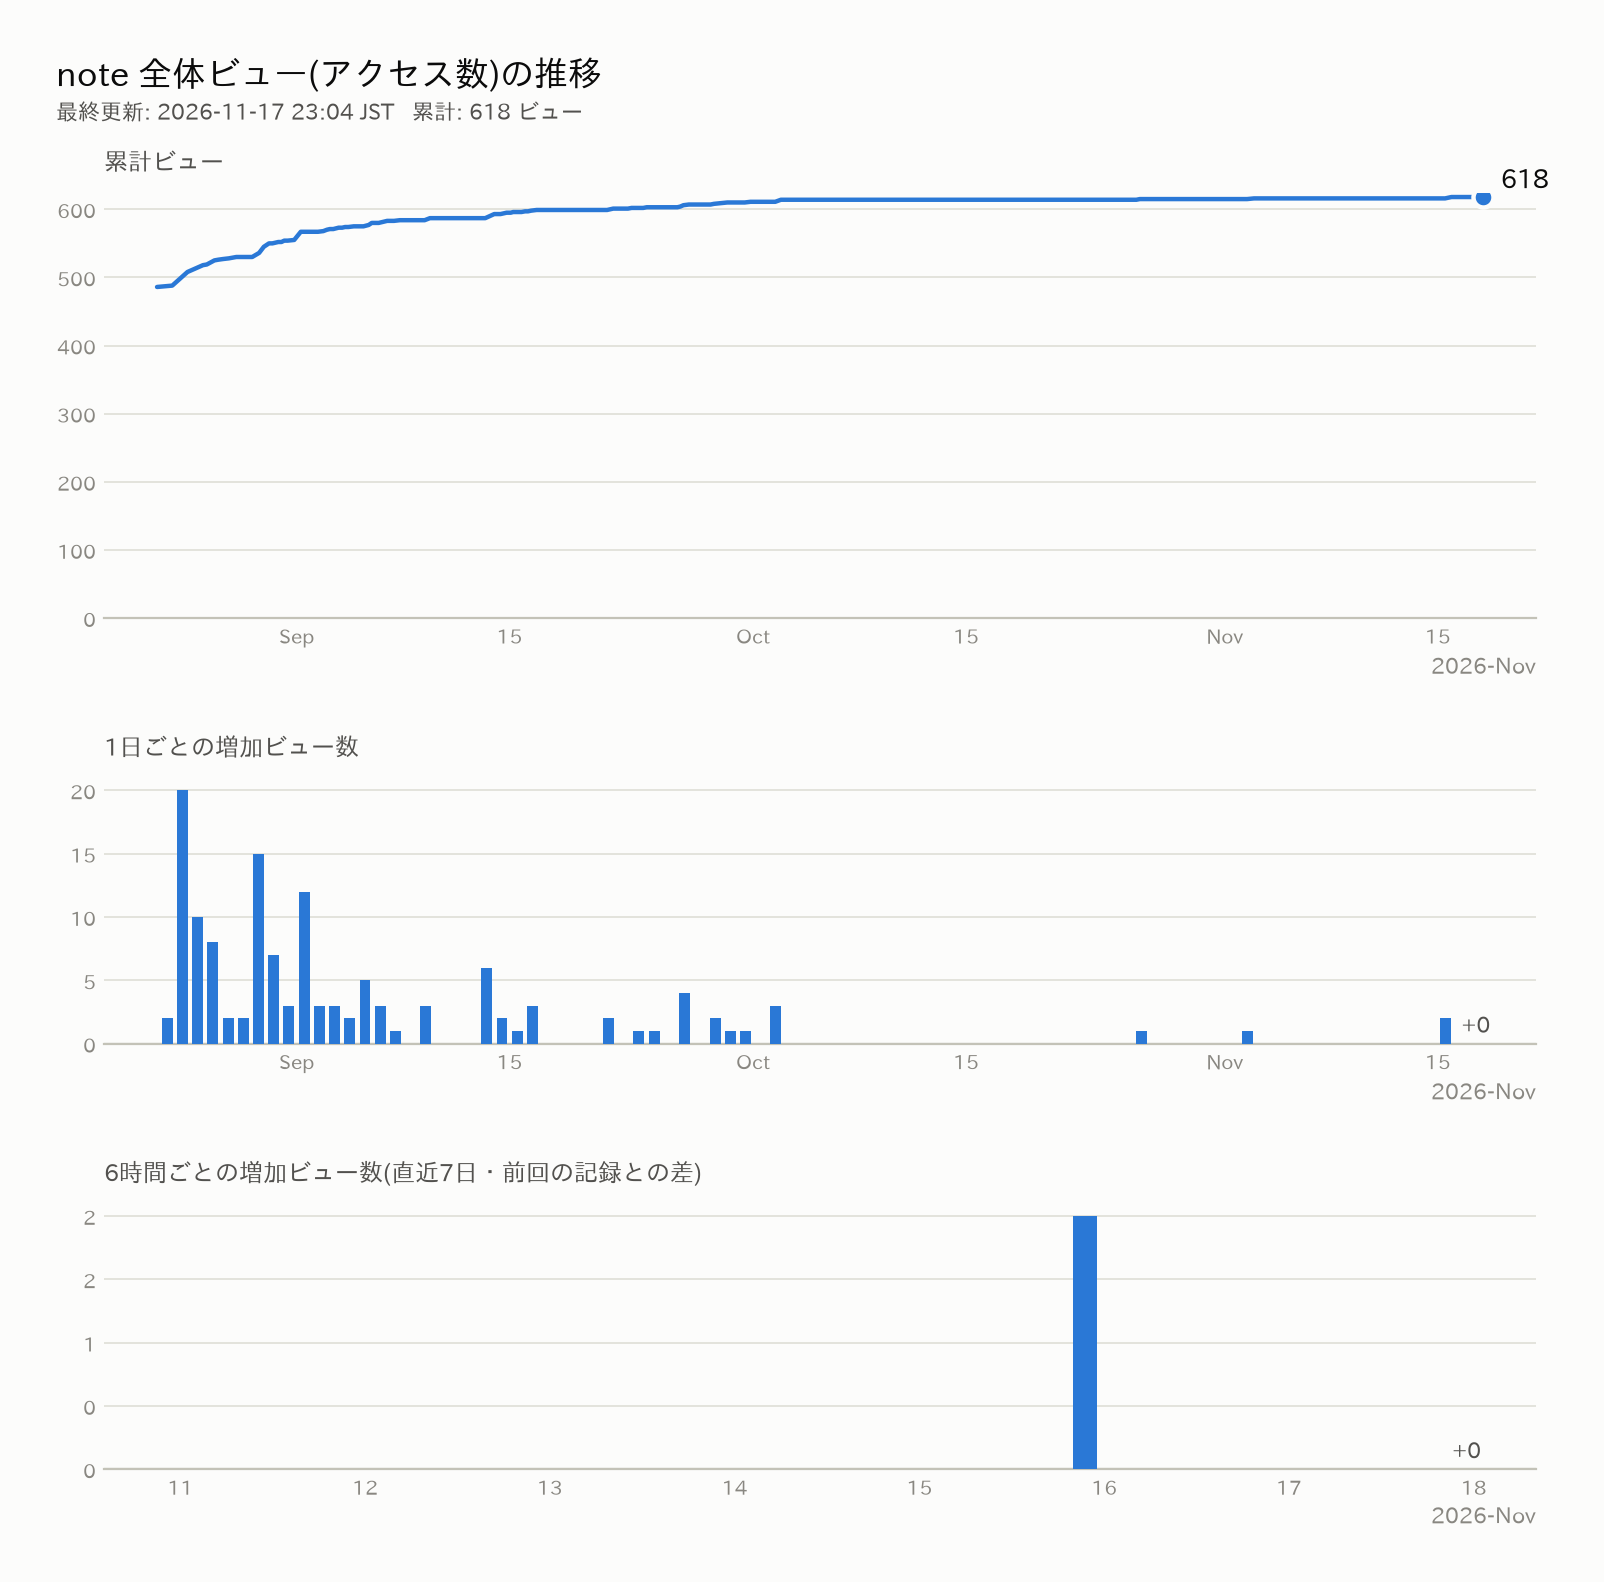 note 全体ビュー(アクセス数)の推移
最終更新: 2026-11-17 23:04 JST 累計: 618 ビュー
累計ビュー
618
600
500
400
300
200
100
0
Sep 15 Oct 15 Nov 15
2026-Nov
1日ごとの増加ビュー数
20
15
10
5
+0
0
Sep 15 Oct 15 Nov 15
2026-Nov
6時間ごとの増加ビュー数(直近7日・前回の記録との差)
2
2
1
0
+0
0
11 12 13 14 15 16 17 18
2026-Nov